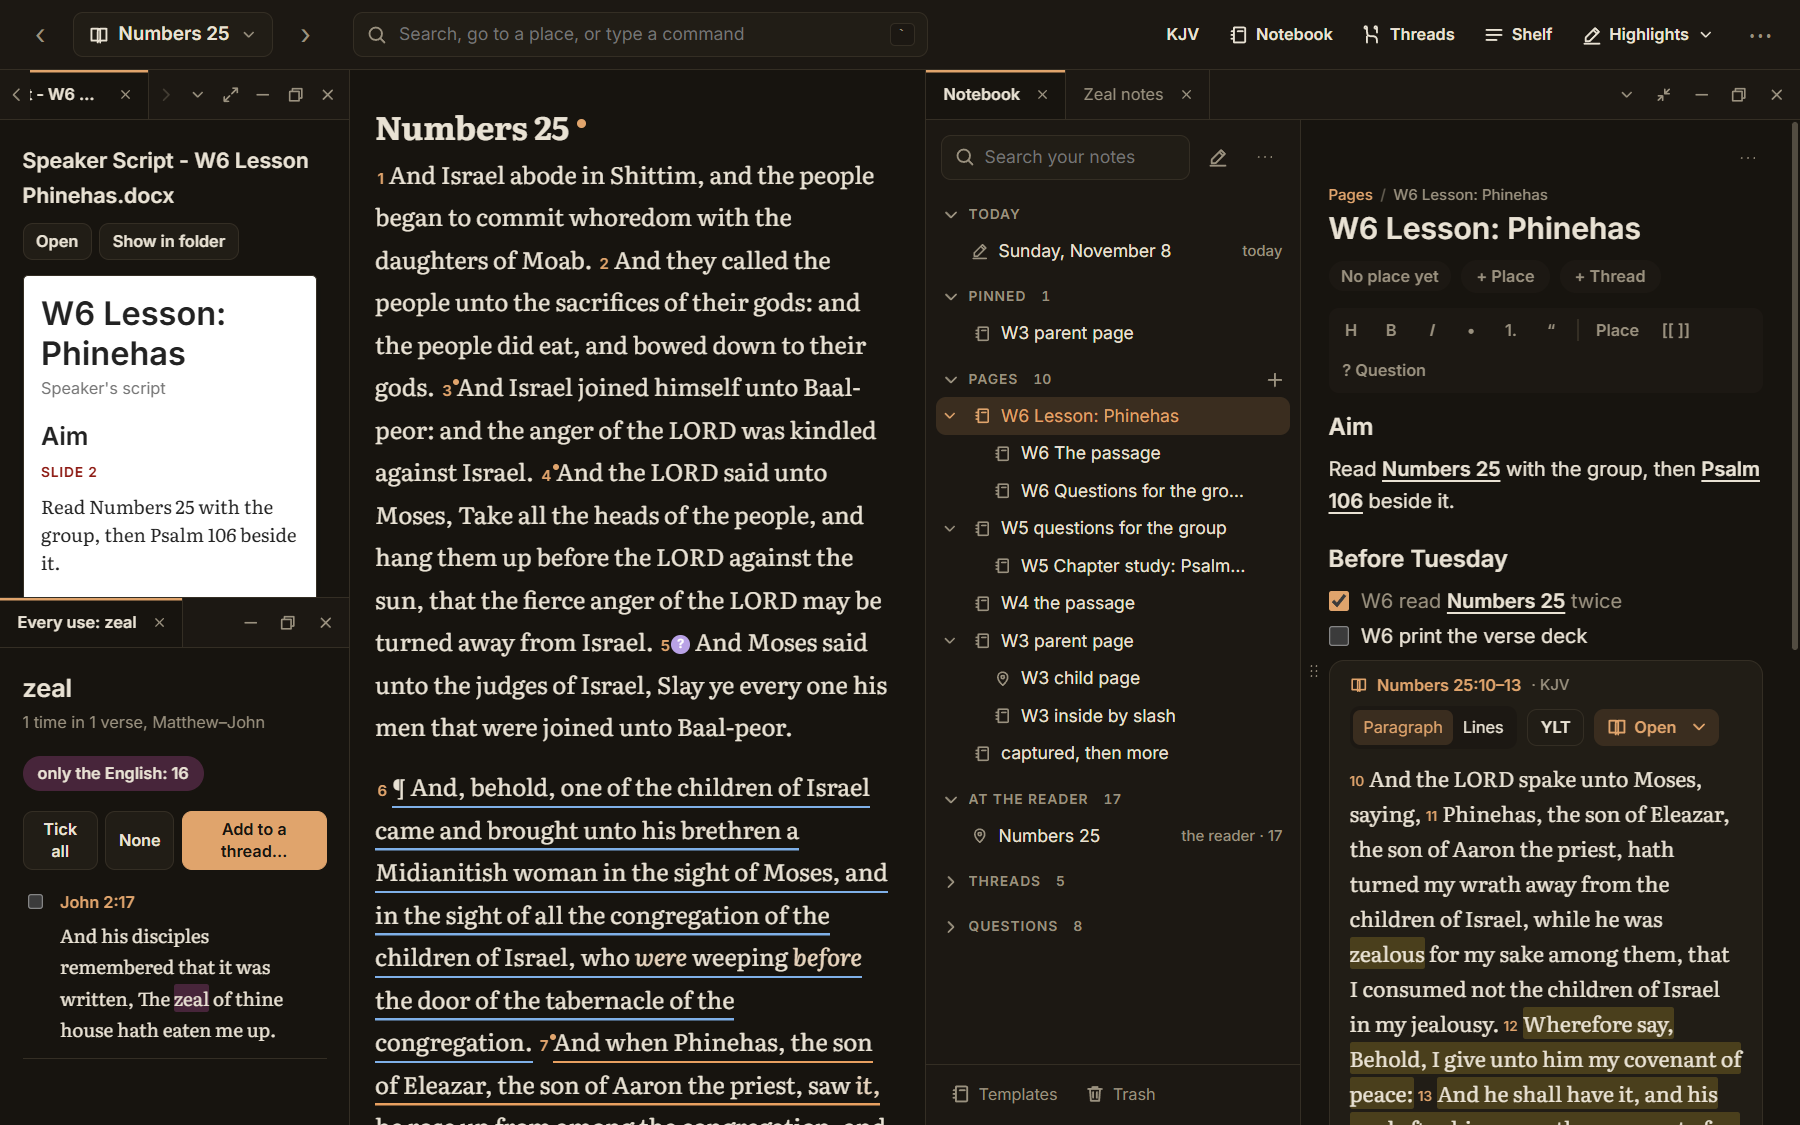 Numbers 25
Search, go to a place, or type a command
`
KJV
Notebook
Threads
Shelf
Highlights
- W6 ...
Speaker Script - W6 Lesson
Phinehas.docx
Open
Show in folder
W6 Lesson:
Phinehas
Speaker's script
Aim
SLIDE 2
Read Numbers 25 with the
group, then Psalm 106 beside
it.
Every use: zeal
zeal
1 time in 1 verse, Matthew–John
only the English: 16
Tick
all
None
Add to a
thread...
John 2:17
And his disciples
remembered that it was
written, The zeal of thine
house hath eaten me up.
Numbers 25
1 And Israel abode in Shittim, and the people
began to commit whoredom with the
daughters of Moab. 2 And they called the
people unto the sacrifices of their gods: and
the people did eat, and bowed down to their
gods. 3 And Israel joined himself unto Baal-
peor: and the anger of the LORD was kindled
against Israel. 4 And the LORD said unto
Moses, Take all the heads of the people, and
hang them up before the LORD against the
sun, that the fierce anger of the LORD may be
turned away from Israel. 5 ? And Moses said
unto the judges of Israel, Slay ye every one his
men that were joined unto Baal-peor.
6 ¶ And, behold, one of the children of Israel
came and brought unto his brethren a
Midianitish woman in the sight of Moses, and
in the sight of all the congregation of the
children of Israel, who were weeping before
the door of the tabernacle of the
congregation. 7 And when Phinehas, the son
of Eleazar, the son of Aaron the priest, saw it,
he rose up from among the congregation, and
Notebook
Zeal notes
Search your notes
TODAY
Sunday, November 8
today
PINNED 1
W3 parent page
PAGES 10
W6 Lesson: Phinehas
W6 The passage
W6 Questions for the gro...
W5 questions for the group
W5 Chapter study: Psalm...
W4 the passage
W3 parent page
W3 child page
W3 inside by slash
captured, then more
AT THE READER 17
Numbers 25
the reader · 17
THREADS 5
QUESTIONS 8
Templates
Trash
Pages / W6 Lesson: Phinehas
W6 Lesson: Phinehas
No place yet
+ Place
+ Thread
H B I • 1. “ Place [[ ]]
? Question
Aim
Read Numbers 25 with the group, then Psalm
106 beside it.
Before Tuesday
W6 read Numbers 25 twice
W6 print the verse deck
Numbers 25:10–13 · KJV
Paragraph
Lines
YLT
Open
10 And the LORD spake unto Moses,
saying, 11 Phinehas, the son of Eleazar,
the son of Aaron the priest, hath
turned my wrath away from the
children of Israel, while he was
zealous for my sake among them, that
I consumed not the children of Israel
in my jealousy. 12 Wherefore say,
Behold, I give unto him my covenant of
peace: 13 And he shall have it, and his